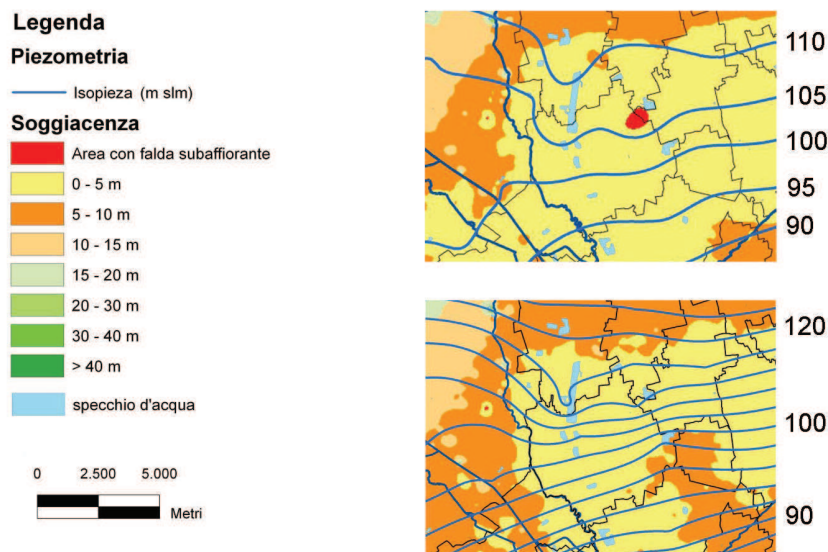 Legenda
Piezometria
Isopieza (m slm)
Soggiacenza
Area con falda subaffiorante
0 - 5 m
5 - 10 m
10 - 15 m
15 - 20 m
20 - 30 m
30 - 40 m
> 40 m
specchio d'acqua
0 2.500 5.000
Metri
110
105
100
95
90
120
100
90